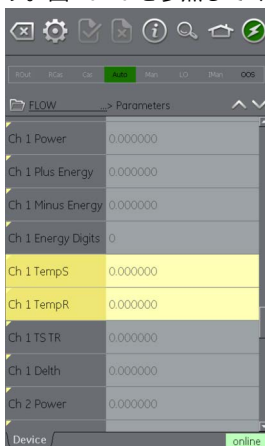 ROut RCas Cas Auto Man LO IMan OOS
FLOW ...> Parameters
Ch 1 Power 0.000000
Ch 1 Plus Energy 0.000000
Ch 1 Minus Energy 0.000000
Ch 1 Energy Digits 0
Ch 1 TempS 0.000000
Ch 1 TempR 0.000000
Ch 1 TS TR 0.000000
Ch 1 Delth 0.000000
Ch 2 Power 0.000000
Device online